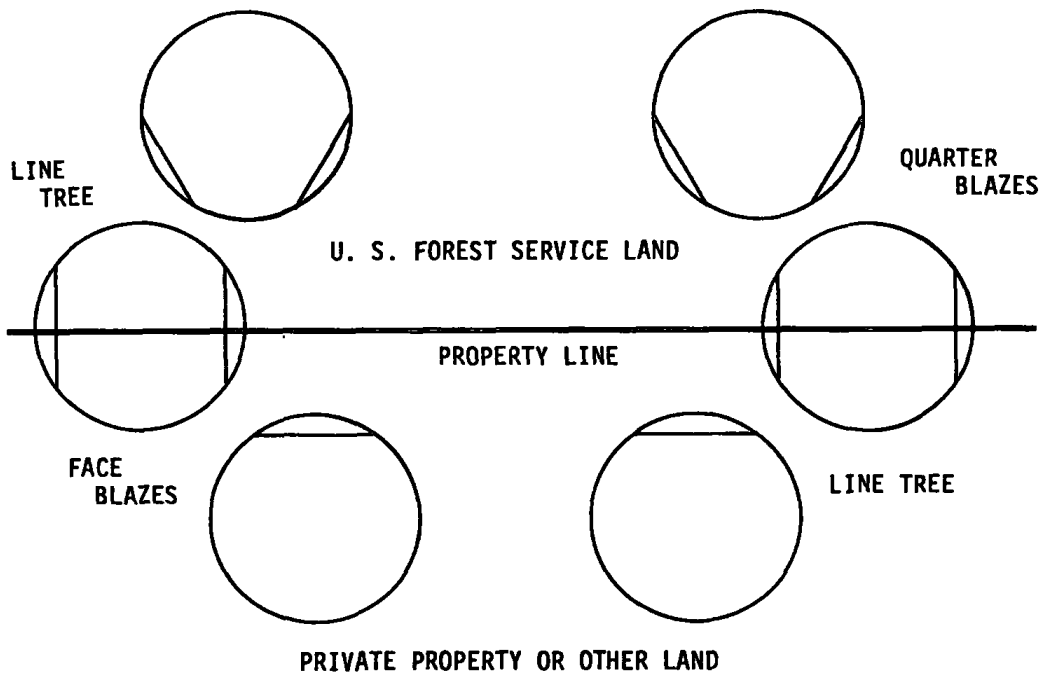 LINE
TREE
QUARTER
BLAZES
U. S. FOREST SERVICE LAND
PROPERTY LINE
FACE
BLAZES
LINE TREE
PRIVATE PROPERTY OR OTHER LAND